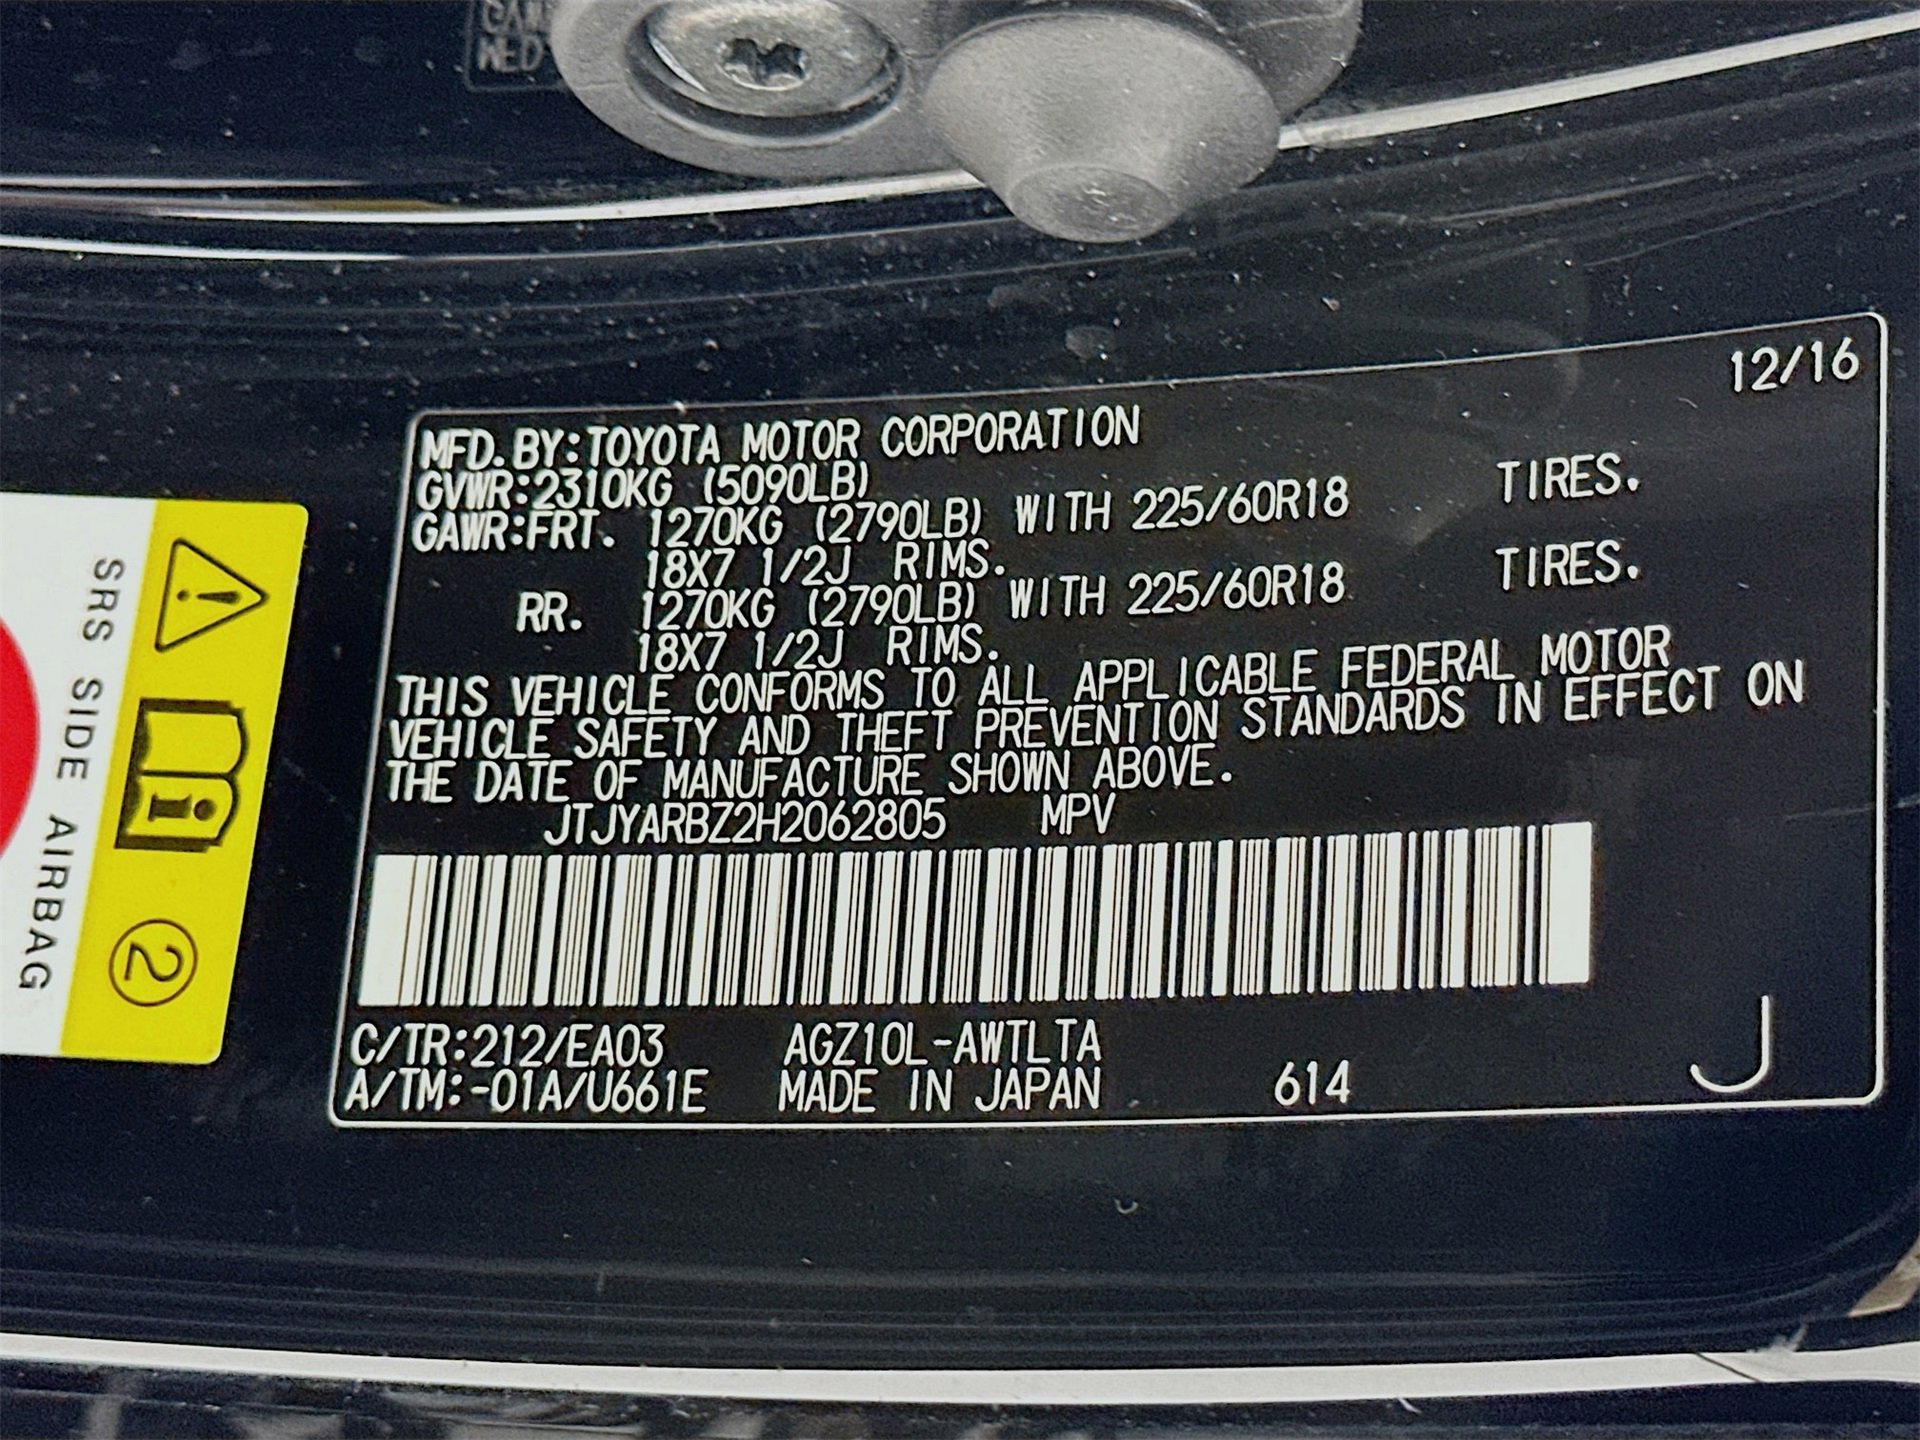 12/16
MFD.BY:TOYOTA MOTOR CORPORATION
GVWR:2310KG (5090LB)
GAWR:FRT. 1270KG (2790LB) WITH 225/60R18 TIRES.
18X7 1/2J RIMS.
RR. 1270KG (2790LB) WITH 225/60R18 TIRES.
18X7 1/2J RIMS.
THIS VEHICLE CONFORMS TO ALL APPLICABLE FEDERAL MOTOR
VEHICLE SAFETY AND THEFT PREVENTION STANDARDS IN EFFECT ON
THE DATE OF MANUFACTURE SHOWN ABOVE.
JTJYARBZ2H2062805 MPV
C/TR:212/EA03 AGZ10L-AWTLTA
A/TM:-01A/U661E MADE IN JAPAN 614 J
SRS SIDE AIRBAG
2